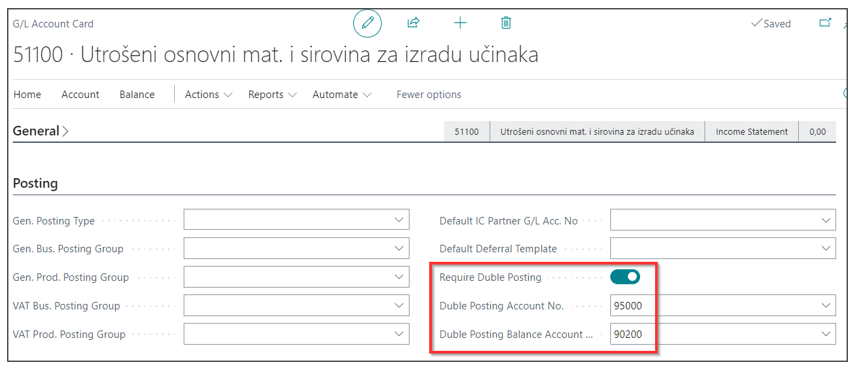 G/L Account Card
Saved
51100 · Utrošeni osnovni mat. i sirovina za izradu učinaka
Home Account Balance Actions Reports Automate Fewer options
General
51100 Utrošeni osnovni mat. i sirovina za izradu učinaka Income Statement 0,00
Posting
Gen. Posting Type
Gen. Bus. Posting Group
Gen. Prod. Posting Group
VAT Bus. Posting Group
VAT Prod. Posting Group
Default IC Partner G/L Acc. No
Default Deferral Template
Require Duble Posting
Duble Posting Account No. 95000
Duble Posting Balance Account ... 90200